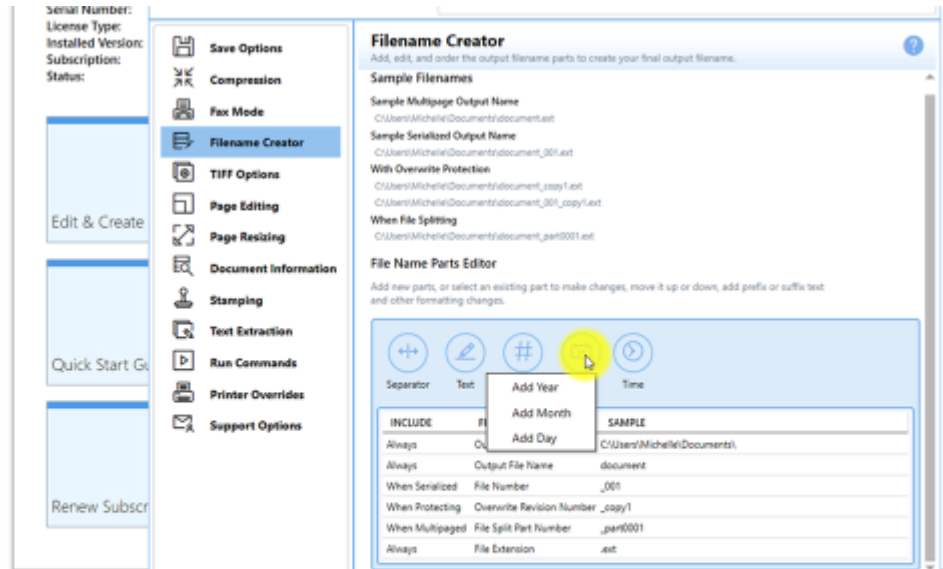 Serial Number:
License Type:
Installed Version:
Subscription:
Status:
Edit & Create
Quick Start
Renew Subscr
Save Options
Compression
Fax Mode
Filename Creator
TIFF Options
Page Editing
Page Resizing
Document Information
Stamping
Text Extraction
Run Commands
Printer Overrides
Support Options
Filename Creator
?
Add, edit, and order the output filename parts to create your final output filename.
Sample Filenames
Sample Multipage Output Name
C:\Users\Michelle\Documents\document.ext
Sample Serialized Output Name
C:\Users\Michelle\Documents\document_001.ext
With Overwrite Protection
C:\Users\Michelle\Documents\document_copy1.ext
C:\Users\Michelle\Documents\document_001_copy1.ext
When File Splitting
C:\Users\Michelle\Documents\document_part0001.ext
File Name Parts Editor
Add new parts, or select an existing part to make changes, move it up or down, add prefix or suffix text
and other formatting changes.
Separator Text Time
Add Year
Add Month
Add Day
INCLUDE SAMPLE
Always C:\Users\Michelle\Documents\,
Always Output File Name document
When Serialized File Number _001
When Protecting Overwrite Revision Number _copy1
When Multipaged File Split Part Number _part0001
Always File Extension .ext